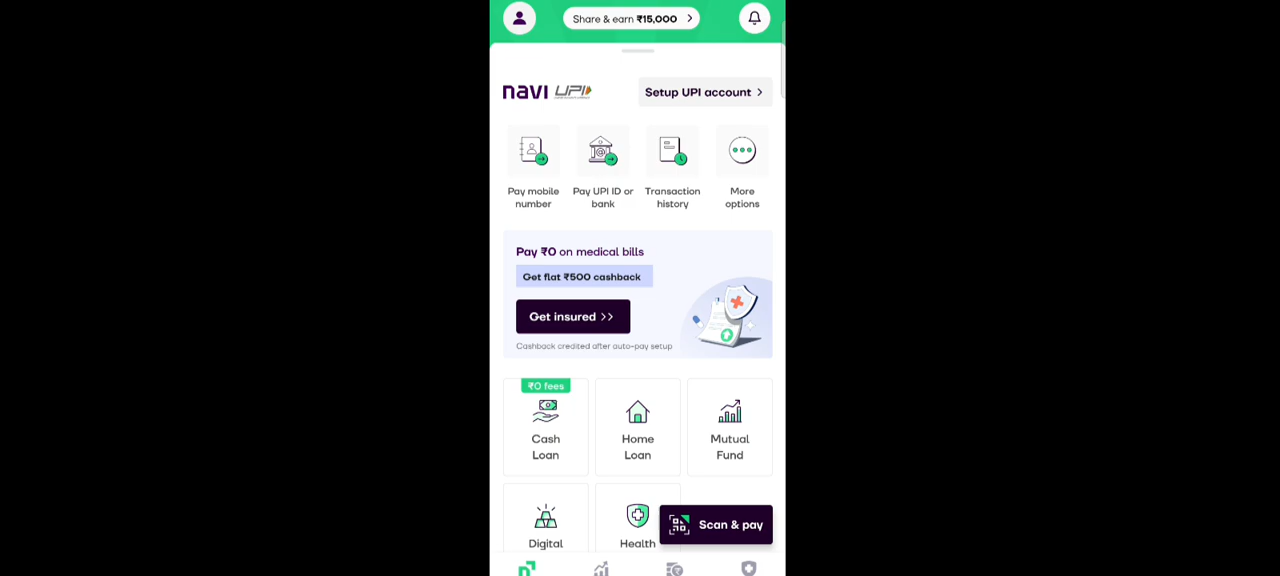 Share & earn ₹15,000
navi UPI
Setup UPI account
Pay mobile number
Pay UPI ID or bank
Transaction history
More options
Pay ₹0 on medical bills
Get flat ₹500 cashback
Get insured
Cashback credited after auto-pay setup
₹0 fees
Cash Loan
Home Loan
Mutual Fund
Digital
Health
Scan & pay